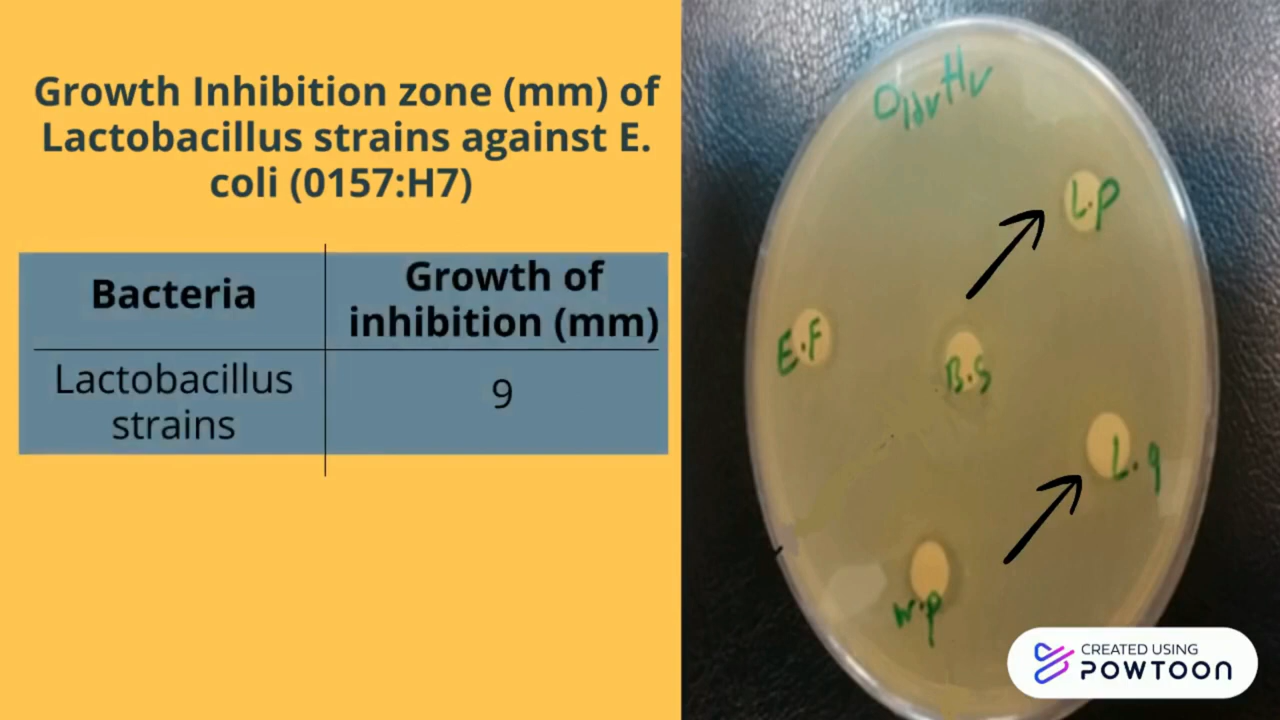 Growth Inhibition zone (mm) of
Lactobacillus strains against E.
coli (0157:H7)
Bacteria
Growth of
inhibition (mm)
Lactobacillus
strains
9
L.P
E.F
B.S
L.9
w.p
CREATED USING
POWTOON